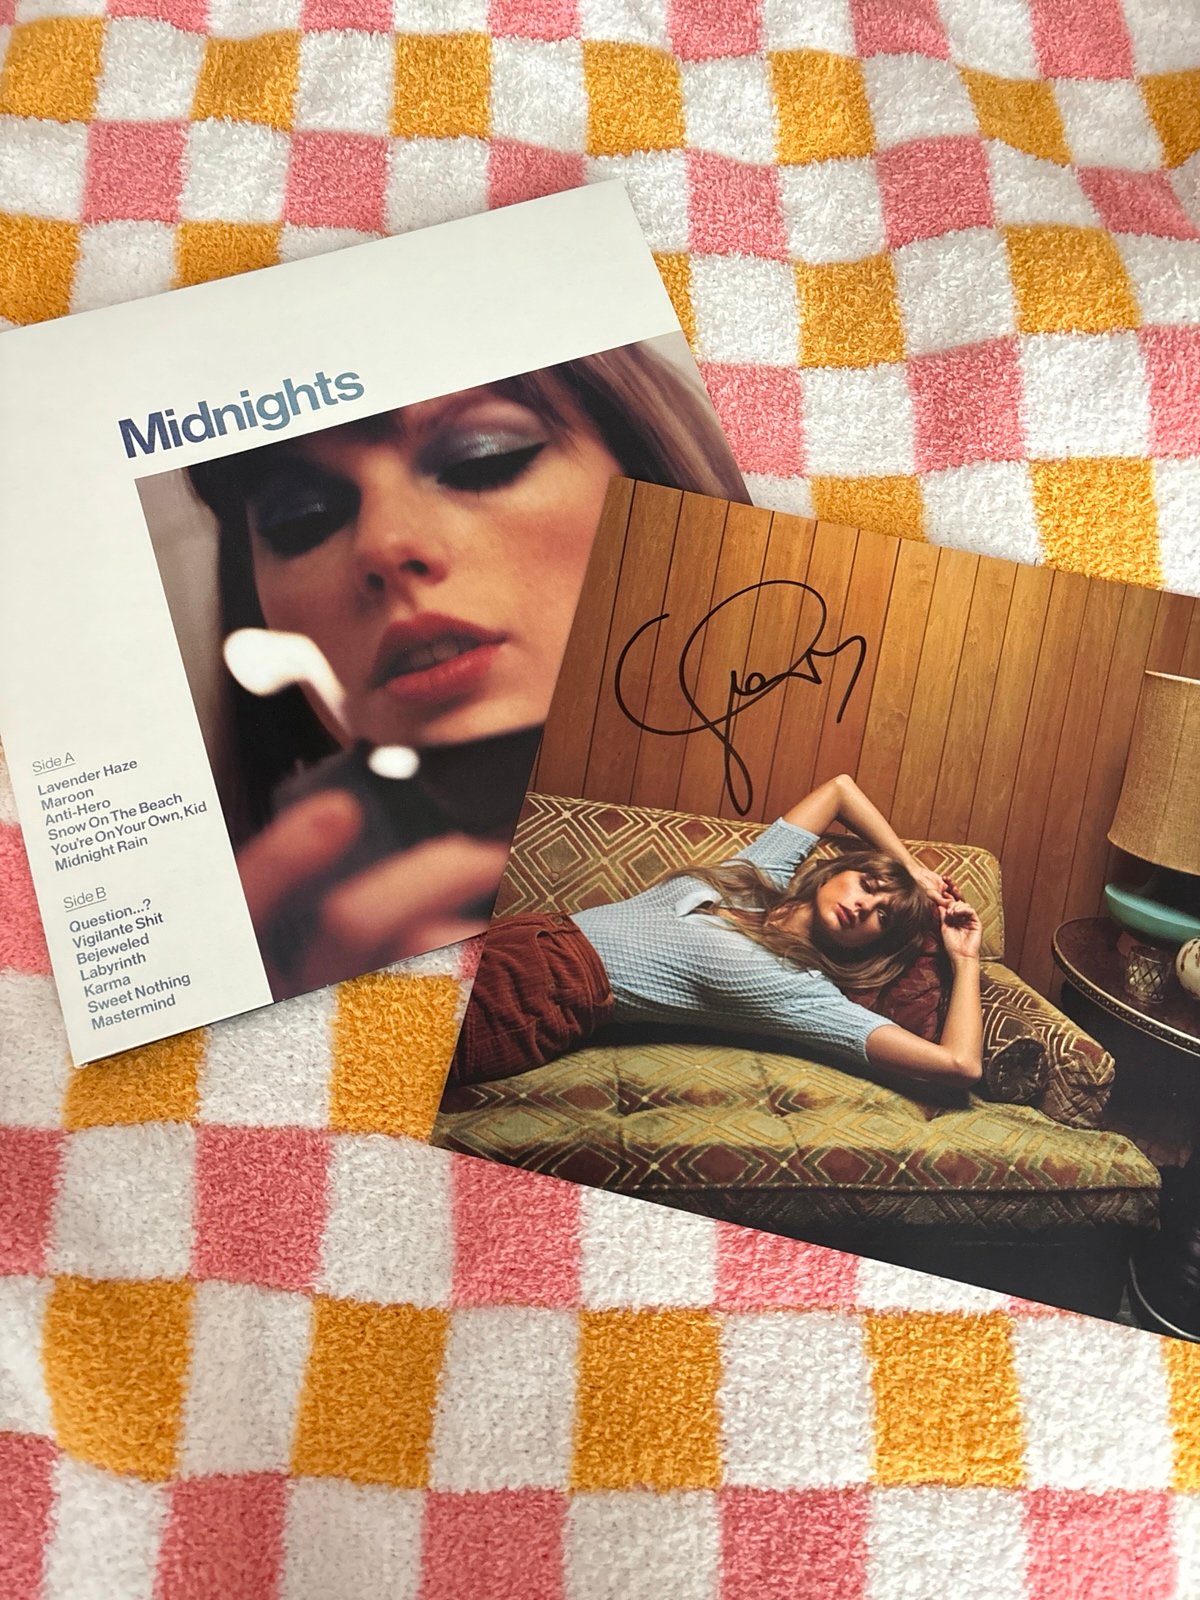 Midnights
Side A
Lavender Haze
Maroon
Anti-Hero
Snow On The Beach
You're On Your Own, Kid
Midnight Rain
Side B
Question...?
Vigilante Shit
Bejeweled
Labyrinth
Karma
Sweet Nothing
Mastermind